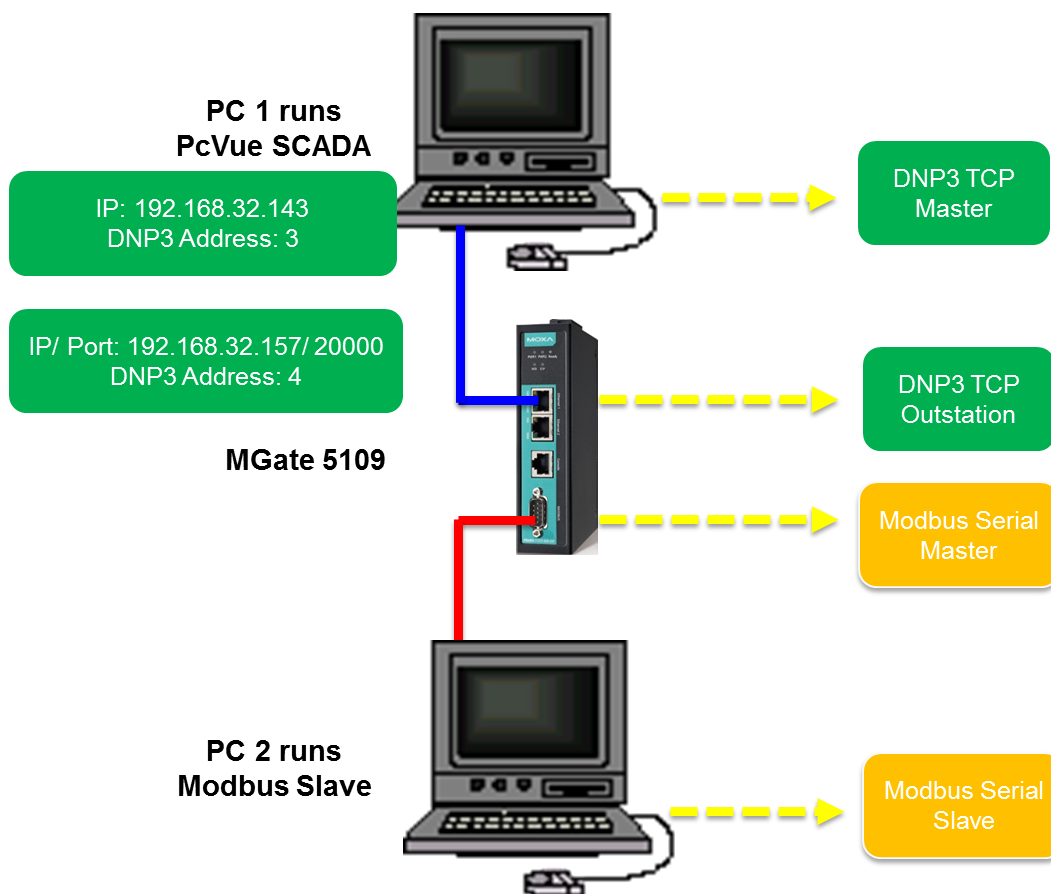 PC 1 runs
PcVue SCADA
IP: 192.168.32.143
DNP3 Address: 3
DNP3 TCP
Master
IP/ Port: 192.168.32.157/ 20000
DNP3 Address: 4
MOXA
DNP3 TCP
Outstation
MGate 5109
Modbus Serial
Master
PC 2 runs
Modbus Slave
Modbus Serial
Slave